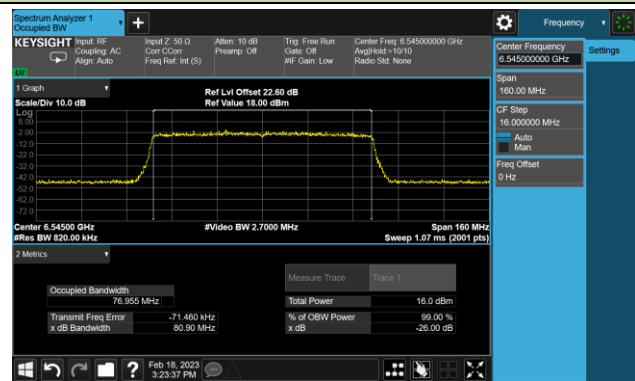 Spectrum Analyzer 1
Occupied BW
Frequency
KEYSIGHT
Input: RF
Coupling: AC
Align: Auto
Input Z: 50 Ω
Corr CCorr
Freq Ref: Int (S)
Atten: 10 dB
Preamp: Off
Trig: Free Run
Gate: Off
#IF Gain: Low
Center Freq: 6.545000000 GHz
Avg|Hold:>10/10
Radio Std: None
LXI
Center Frequency
6.545000000 GHz
Settings
Span
160.00 MHz
CF Step
16.000000 MHz
Auto
Man
Freq Offset
0 Hz
1 Graph
Scale/Div 10.0 dB
Ref Lvl Offset 22.60 dB
Ref Value 18.00 dBm
Log
8.00
-2.00
-12.0
-22.0
-32.0
-42.0
-52.0
-62.0
-72.0
Center 6.54500 GHz
#Res BW 820.00 kHz
#Video BW 2.7000 MHz
Span 160 MHz
Sweep 1.07 ms (2001 pts)
2 Metrics
Measure Trace
Trace 1
Occupied Bandwidth
76.955 MHz
Total Power
16.0 dBm
Transmit Freq Error
-71.460 kHz
% of OBW Power
99.00 %
x dB Bandwidth
80.90 MHz
x dB
-26.00 dB
Feb 18, 2023
3:23:37 PM